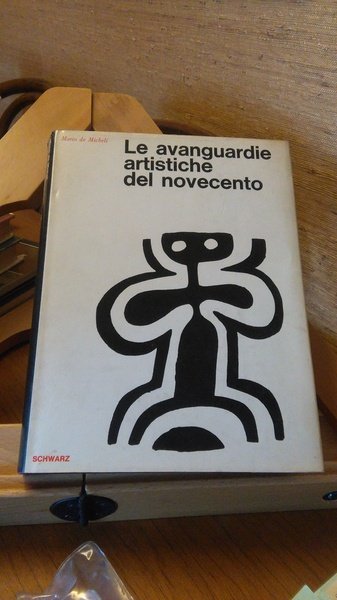 Mario de Micheli
Le avanguardie
artistiche
del novecento
SCHWARZ